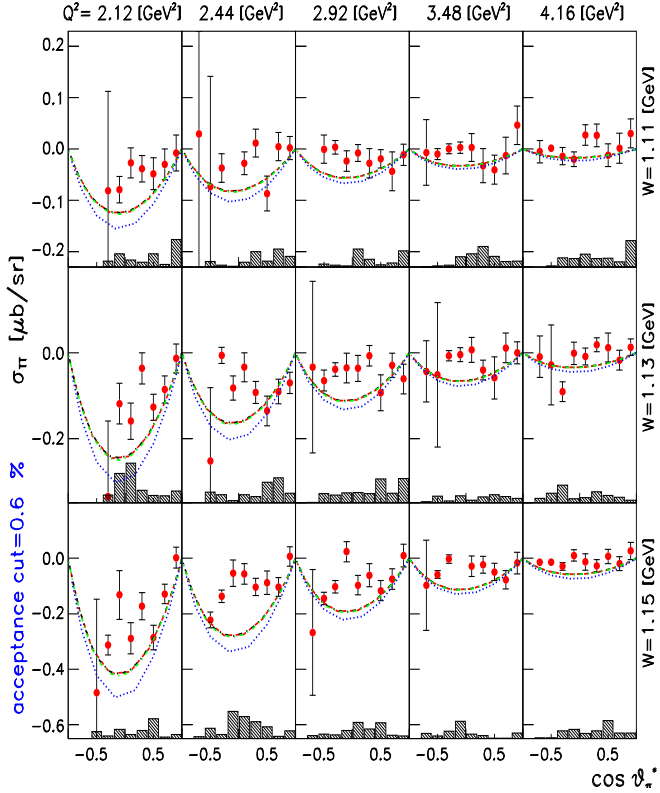 Q²= 2.12 [GeV²] 2.44 [GeV²] 2.92 [GeV²] 3.48 [GeV²] 4.16 [GeV²]
0.2
0.1
0.0
-0.1
-0.2
W=1.11 [GeV]
0.0
-0.2
W=1.13 [GeV]
0.0
-0.2
-0.4
-0.6
W=1.15 [GeV]
σππ [μb/sr]
acceptance cut=0.6 %
-0.5 0.5 -0.5 0.5 -0.5 0.5 -0.5 0.5 -0.5 0.5
cos ϑπ*